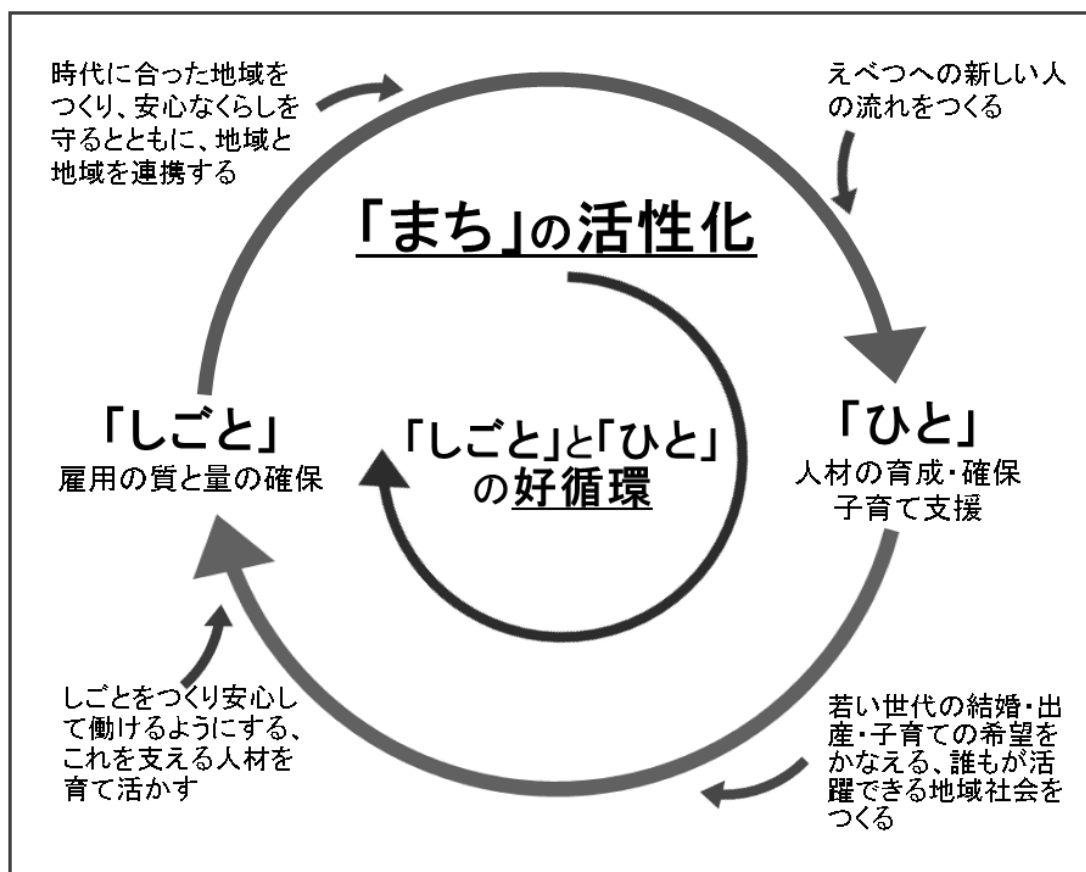 時代に合った地域を
つくり、安心なくらしを
守るとともに、地域と
地域を連携する
えべつへの新しい人
の流れをつくる
「まち」の活性化
「しごと」
雇用の質と量の確保
「しごと」と「ひと」
の好循環
「ひと」
人材の育成・確保
子育て支援
しごとをつくり安心し
て働けるようにする、
これを支える人材を
育て活かす
若い世代の結婚・出
産・子育ての希望を
かなえる、誰もが活
躍できる地域社会を
つくる